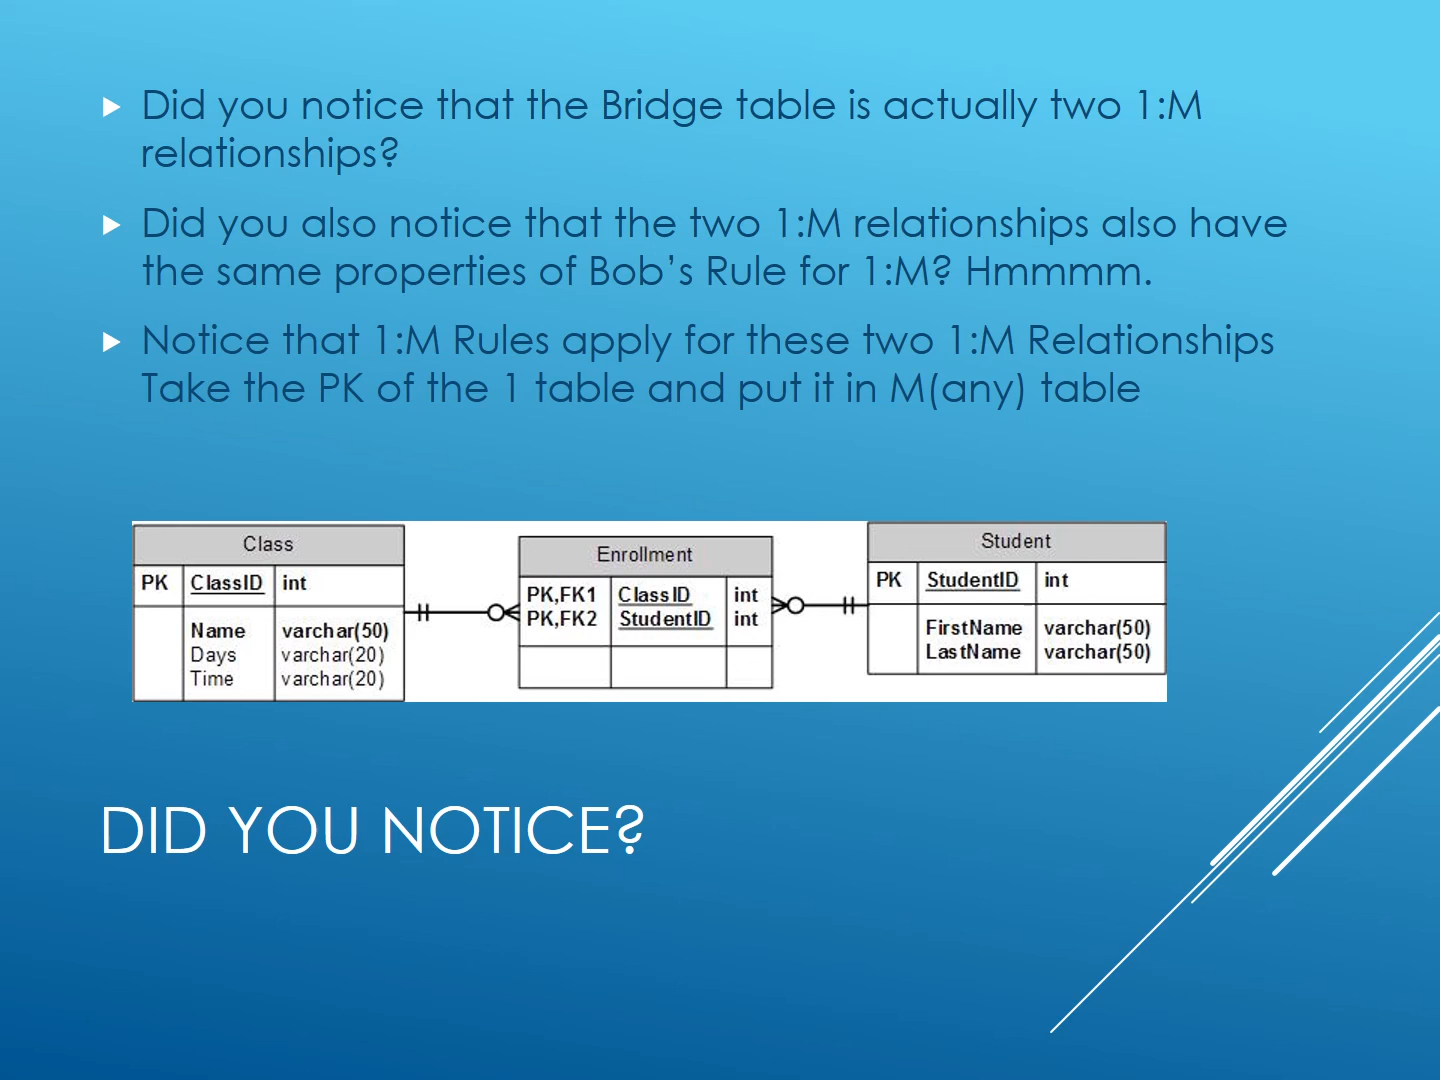 Did you notice that the Bridge table is actually two 1:M
relationships?
Did you also notice that the two 1:M relationships also have
the same properties of Bob's Rule for 1:M? Hmmmm.
Notice that 1:M Rules apply for these two 1:M Relationships
Take the PK of the 1 table and put it in M(any) table
Class
PK ClassID int
Name varchar(50)
Days varchar(20)
Time varchar(20)
Enrollment
PK,FK1 ClassID int
PK,FK2 StudentID int
Student
PK StudentID int
FirstName varchar(50)
LastName varchar(50)
DID YOU NOTICE?